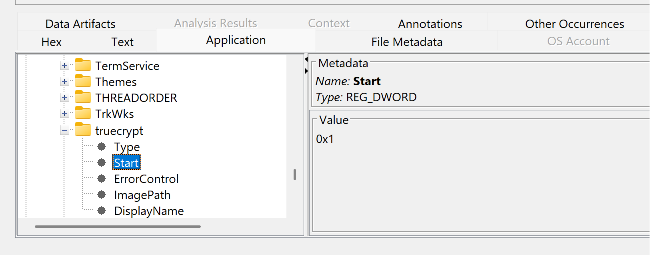 Data Artifacts Analysis Results Context Annotations Other Occurrences
Hex Text Application File Metadata OS Account
TermService
Themes
THREADORDER
TrkWks
truecrypt
Type
Start
ErrorControl
ImagePath
DisplayName
Metadata
Name: Start
Type: REG_DWORD
Value
0x1